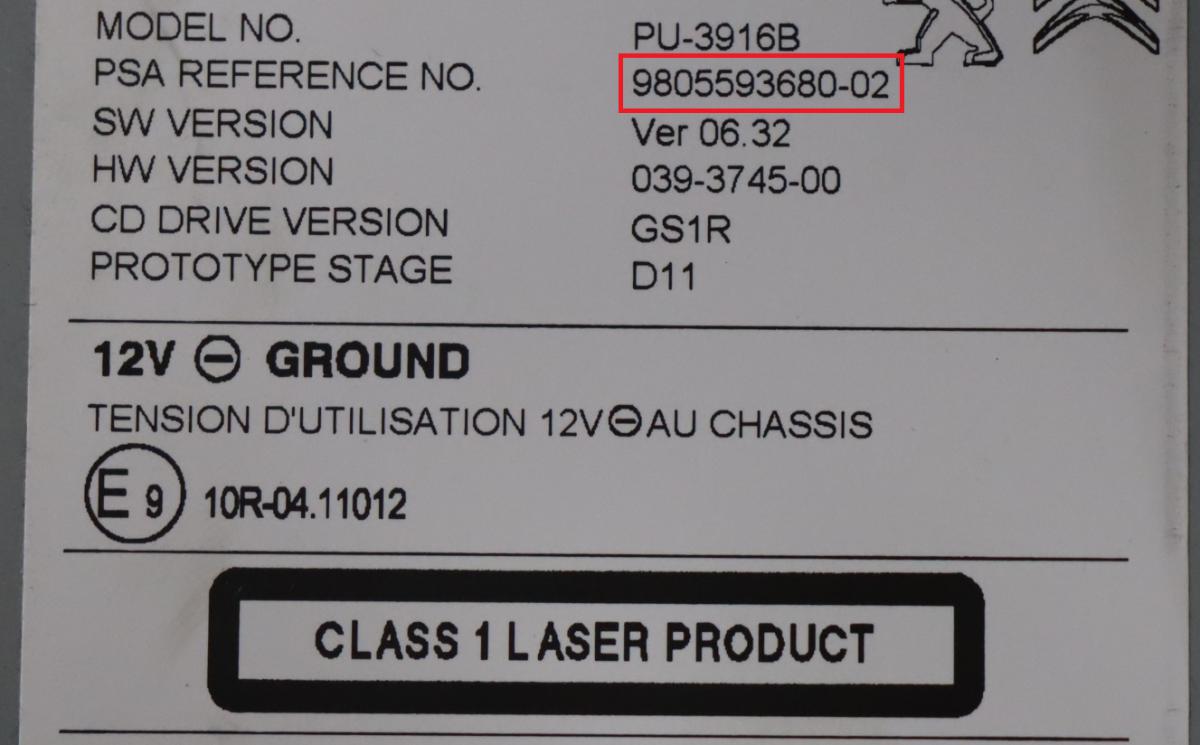 MODEL NO. PU-3916B
PSA REFERENCE NO. 9805593680-02
SW VERSION Ver 06.32
HW VERSION 039-3745-00
CD DRIVE VERSION GS1R
PROTOTYPE STAGE D11
12V ⊖ GROUND
TENSION D'UTILISATION 12V⊖AU CHASSIS
E9 10R-04.11012
CLASS 1 LASER PRODUCT